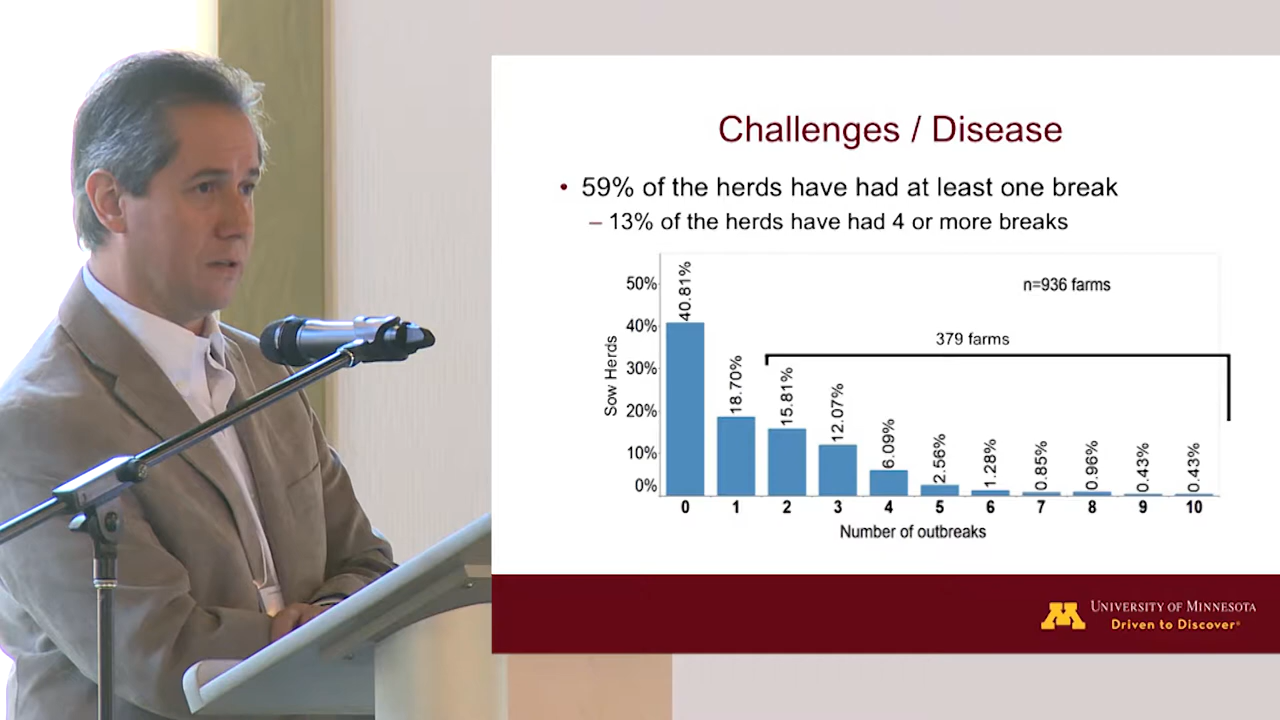 Challenges / Disease
• 59% of the herds have had at least one break
– 13% of the herds have had 4 or more breaks
50%
40%
30%
20%
10%
0%
Sow Herds
n=936 farms
379 farms
40.81%
18.70%
15.81%
12.07%
6.09%
2.56%
1.28%
0.85%
0.96%
0.43%
0.43%
0 1 2 3 4 5 6 7 8 9 10
Number of outbreaks
M
UNIVERSITY OF MINNESOTA
Driven to Discover®